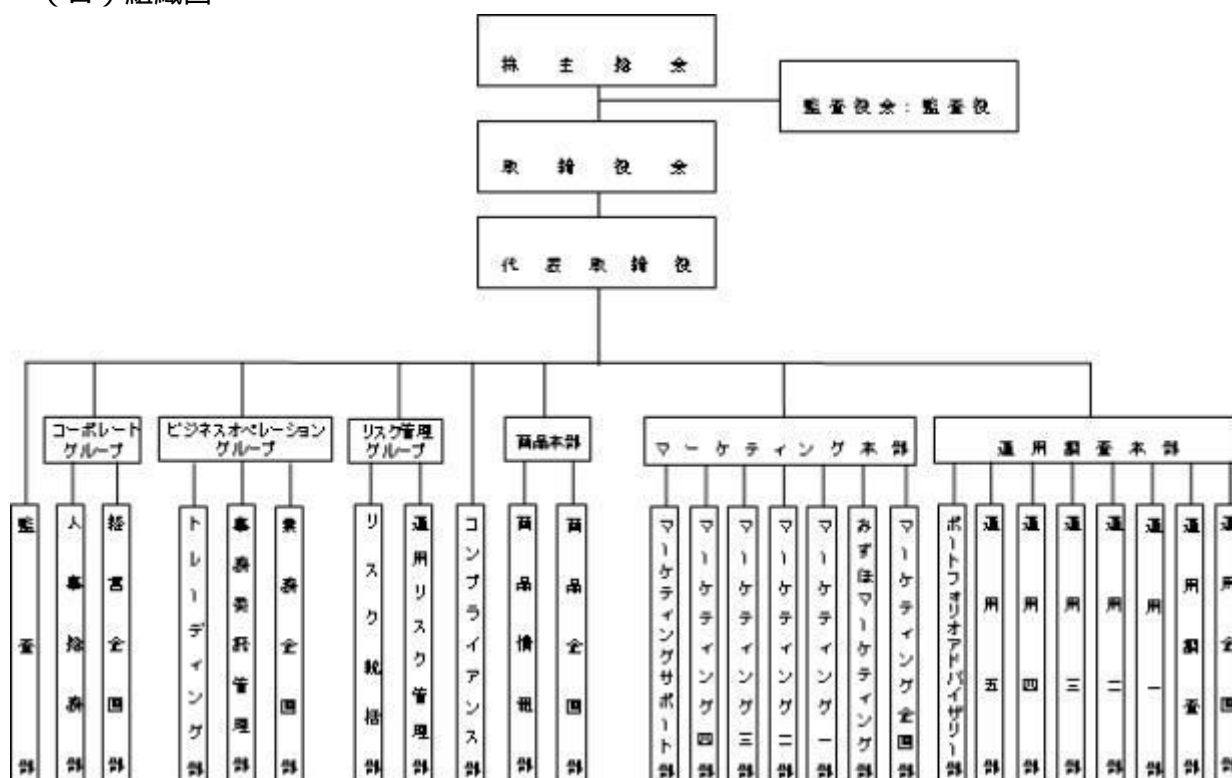 （ロ）組織図
株主総会
監査役会：監査役
取締役会
代表取締役
コーポレート
グループ
ビジネスオペレーション
グループ
リスク管理
グループ
商品本部
マーケティング本部
運用調査本部
監査部
人事総務部
経営企画部
トレーディング部
事務委託管理部
業務企画部
リスク統括部
運用リスク管理部
コンプライアンス部
商品情報部
商品企画部
マーケティングサポート部
マーケティング四部
マーケティング三部
マーケティング二部
マーケティング一部
みずほマーケティング部
マーケティング企画部
ポートフォリオアドバイザリー部
運用五部
運用四部
運用三部
運用二部
運用一部
運用調査部
運用企画部